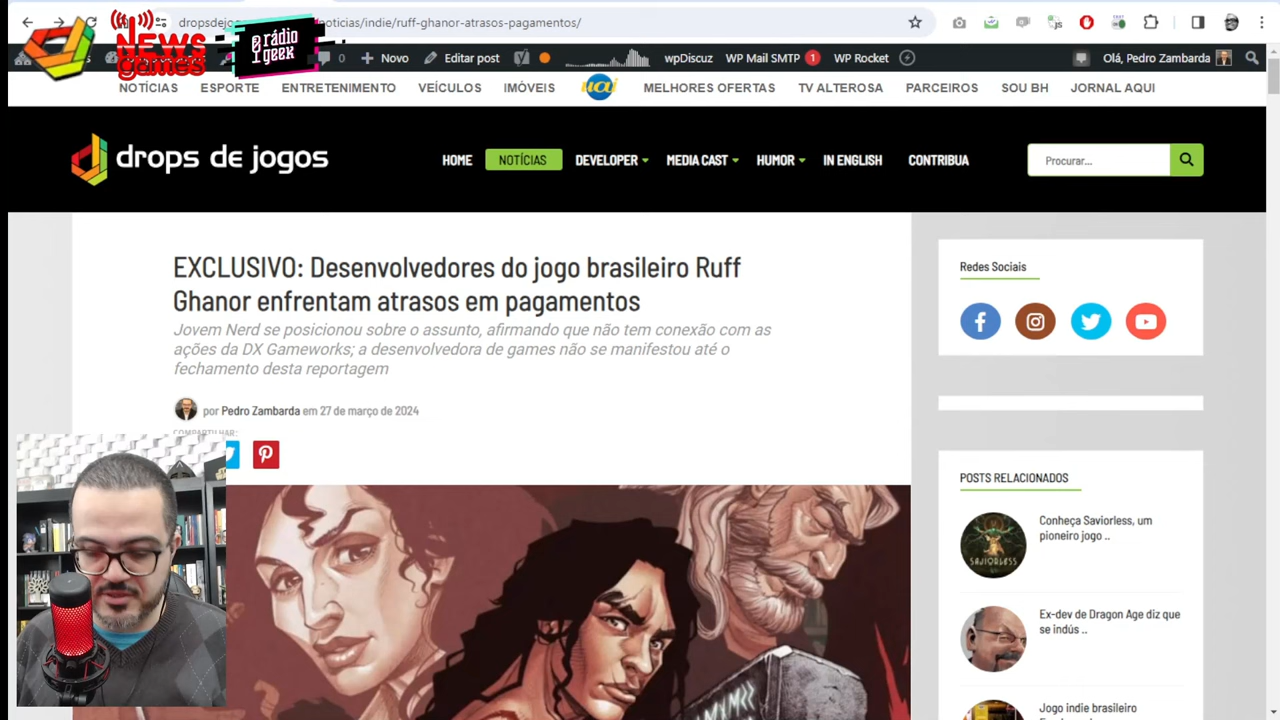 dropsdejo
noticias/indie/ruff-ghanor-atrasos-pagamentos/
NEWS
games
rádio
geek
0
Novo
Editar post
wpDiscuz
WP Mail SMTP
1
WP Rocket
Olá, Pedro Zambarda
NOTÍCIAS
ESPORTE
ENTRETENIMENTO
VEÍCULOS
IMÓVEIS
uai
MELHORES OFERTAS
TV ALTEROSA
PARCEIROS
SOU BH
JORNAL AQUI
drops de jogos
HOME
NOTÍCIAS
DEVELOPER
MEDIA CAST
HUMOR
IN ENGLISH
CONTRIBUA
Procurar...
EXCLUSIVO: Desenvolvedores do jogo brasileiro Ruff
Ghanor enfrentam atrasos em pagamentos
Jovem Nerd se posicionou sobre o assunto, afirmando que não tem conexão com as
ações da DX Gameworks; a desenvolvedora de games não se manifestou até o
fechamento desta reportagem
por Pedro Zambarda em 27 de março de 2024
COMPARTILHAR:
Redes Sociais
POSTS RELACIONADOS
Conheça Saviorless, um
pioneiro jogo ..
SAVIORLESS
Ex-dev de Dragon Age diz que
se indús ..
Jogo indie brasileiro